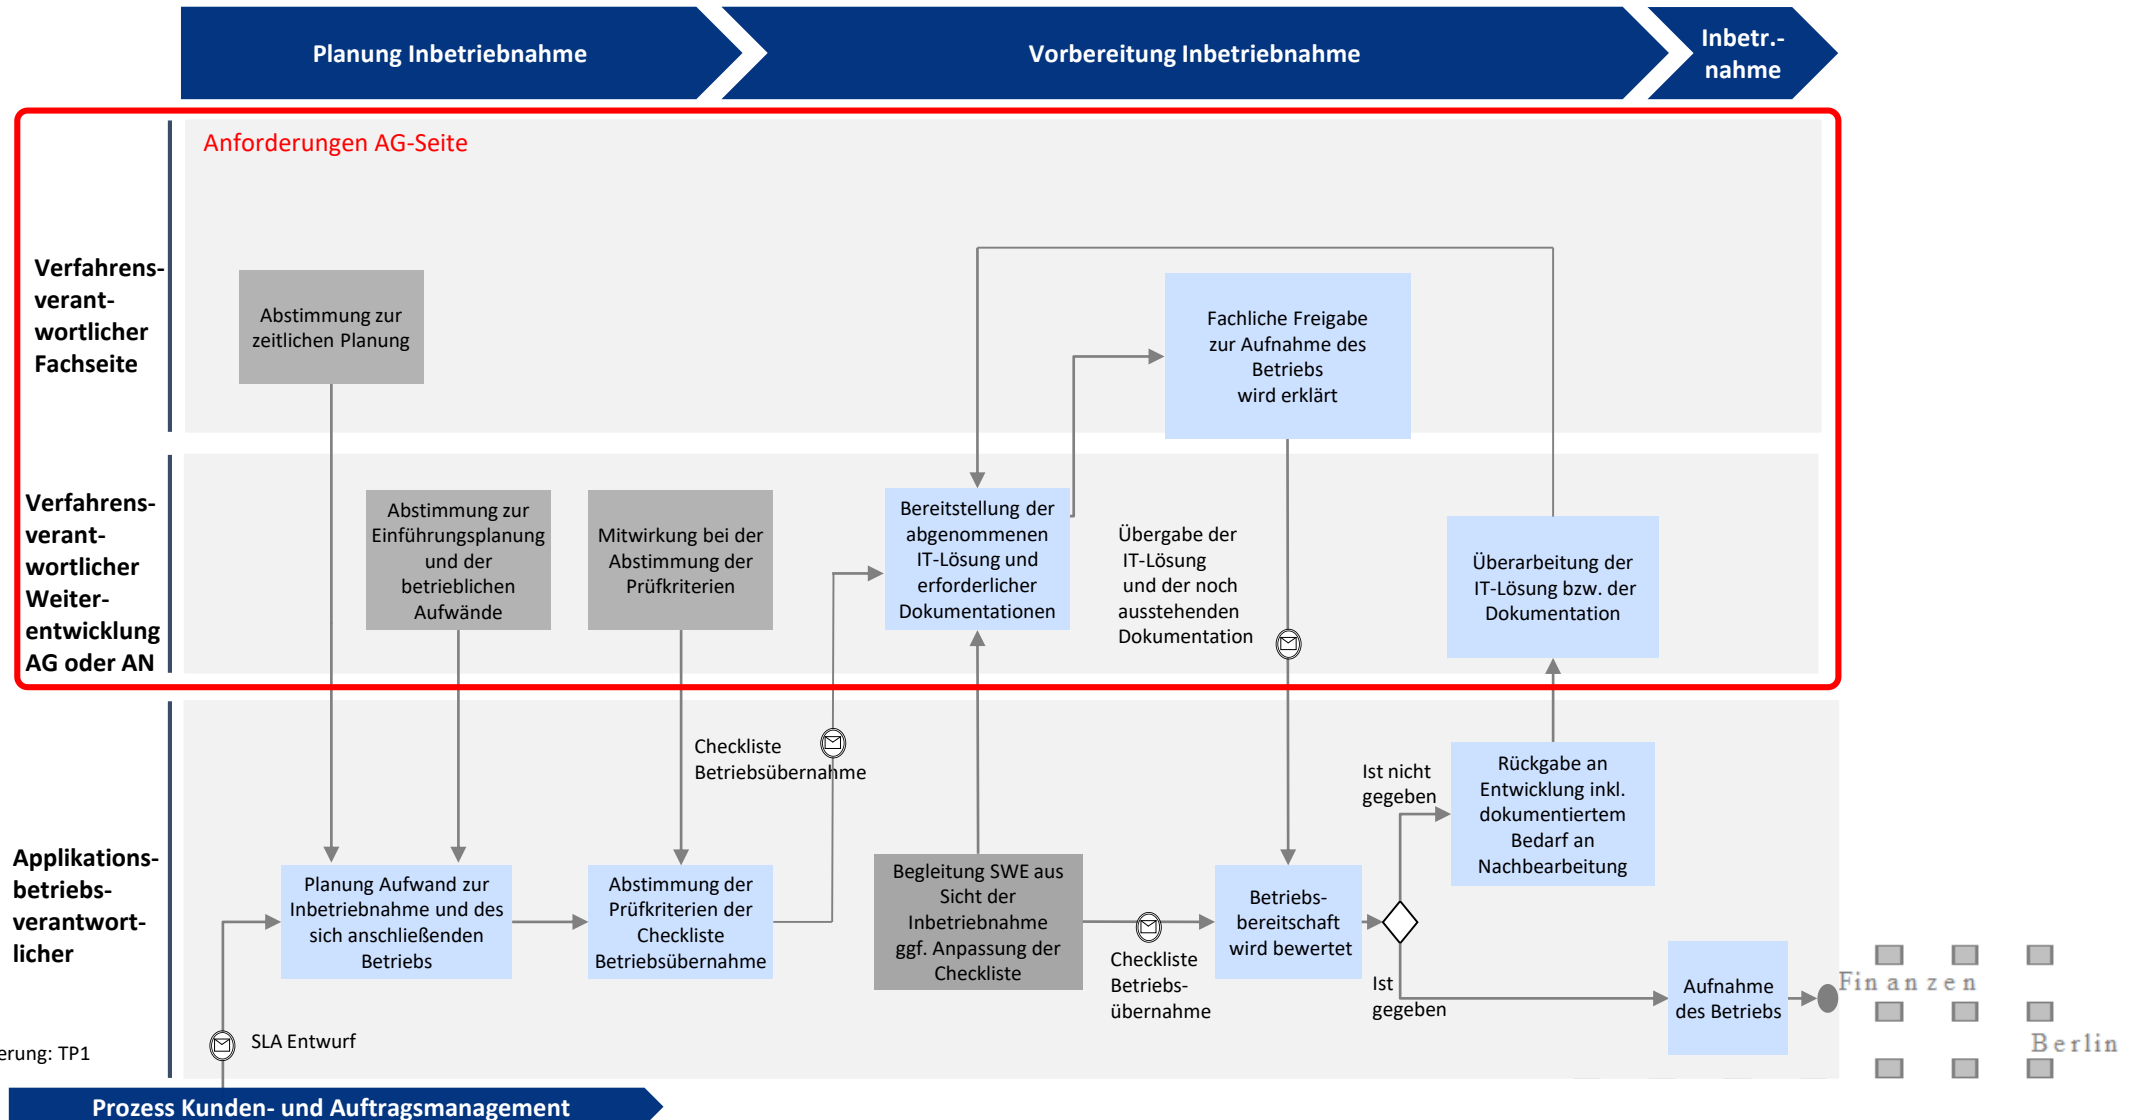 Planung Inbetriebnahme
Vorbereitung Inbetriebnahme
Inbetr.-
nahme
Anforderungen AG-Seite
Verfahrens-
verant-
wortlicher
Fachseite
Abstimmung zur
zeitlichen Planung
Fachliche Freigabe
zur Aufnahme des
Betriebs
wird erklärt
Verfahrens-
verant-
wortlicher
Weiter-
entwicklung
AG oder AN
Abstimmung zur
Einführungsplanung
und der
betrieblichen
Aufwände
Mitwirkung bei der
Abstimmung der
Prüfkriterien
Bereitstellung der
abgenommenen
IT-Lösung und
erforderlicher
Dokumentationen
Übergabe der
IT-Lösung
und der noch
ausstehenden
Dokumentation
Überarbeitung der
IT-Lösung bzw. der
Dokumentation
Applikations-
betriebs-
verantwort-
licher
Checkliste
Betriebsübernahme
Planung Aufwand zur
Inbetriebnahme und des
sich anschließenden
Betriebs
Abstimmung der
Prüfkriterien der
Checkliste
Betriebsübernahme
Begleitung SWE aus
Sicht der
Inbetriebnahme
ggf. Anpassung der
Checkliste
Checkliste
Betriebs-
übernahme
Betriebs-
bereitschaft
wird bewertet
Ist nicht
gegeben
Rückgabe an
Entwicklung inkl.
dokumentiertem
Bedarf an
Nachbearbeitung
Ist
gegeben
Aufnahme
des Betriebs
SLA Entwurf
erung: TP1
Prozess Kunden- und Auftragsmanagement
Finanzen
Berlin